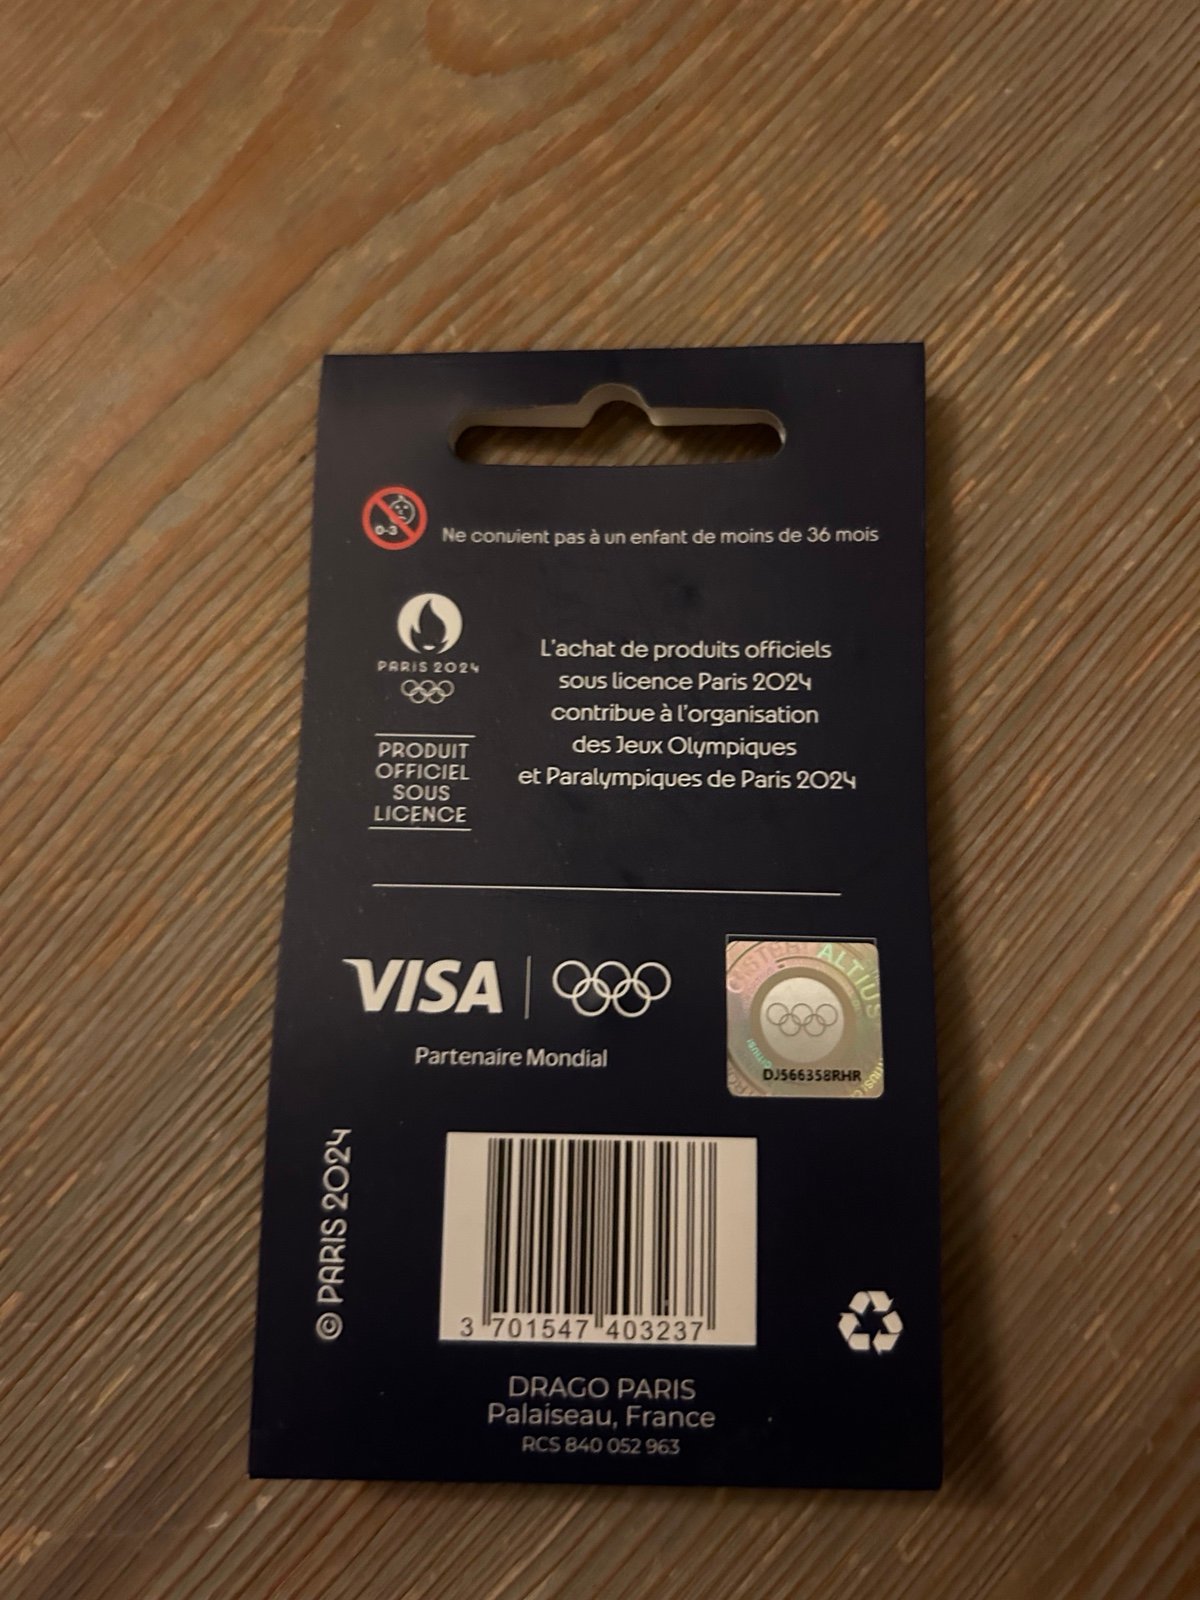 0-3
Ne convient pas à un enfant de moins de 36 mois
PARIS 2024
PRODUIT
OFFICIEL
SOUS
LICENCE
L'achat de produits officiels
sous licence Paris 2024
contribue à l'organisation
des Jeux Olympiques
et Paralympiques de Paris 2024
VISA
Partenaire Mondial
ALTIUS
DJ566358RHR
© PARIS 2024
3 701547 403237
DRAGO PARIS
Palaiseau, France
RCS 840 052 963